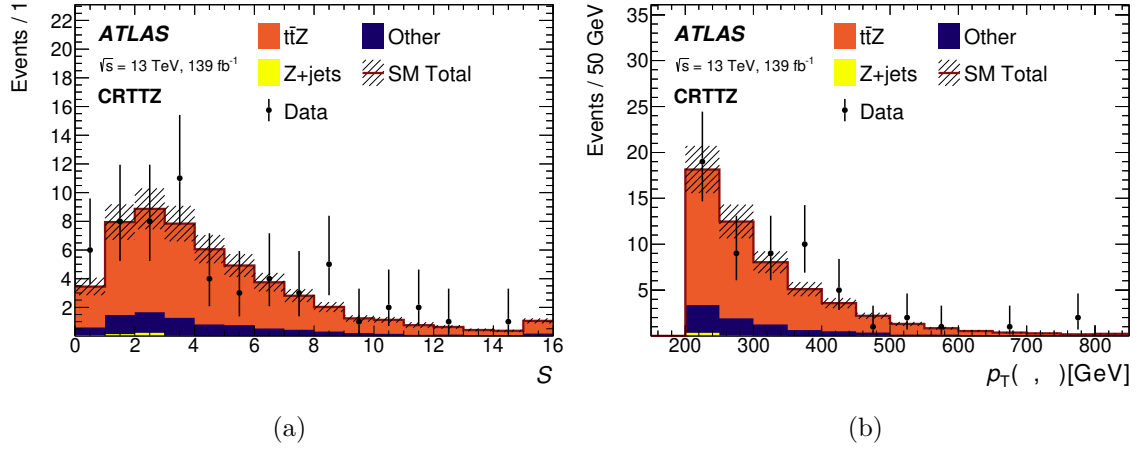 Events / 1
22
20
18
16
14
12
10
8
6
4
2
ATLAS
√s = 13 TeV, 139 fb⁻¹
CRTTZ
tt̄Z
Other
Z+jets
SM Total
Data
0 2 4 6 8 10 12 14 16
S
(a)
Events / 50 GeV
35
30
25
20
15
10
5
ATLAS
√s = 13 TeV, 139 fb⁻¹
CRTTZ
tt̄Z
Other
Z+jets
SM Total
Data
200 300 400 500 600 700 800
pT( , )[GeV]
(b)